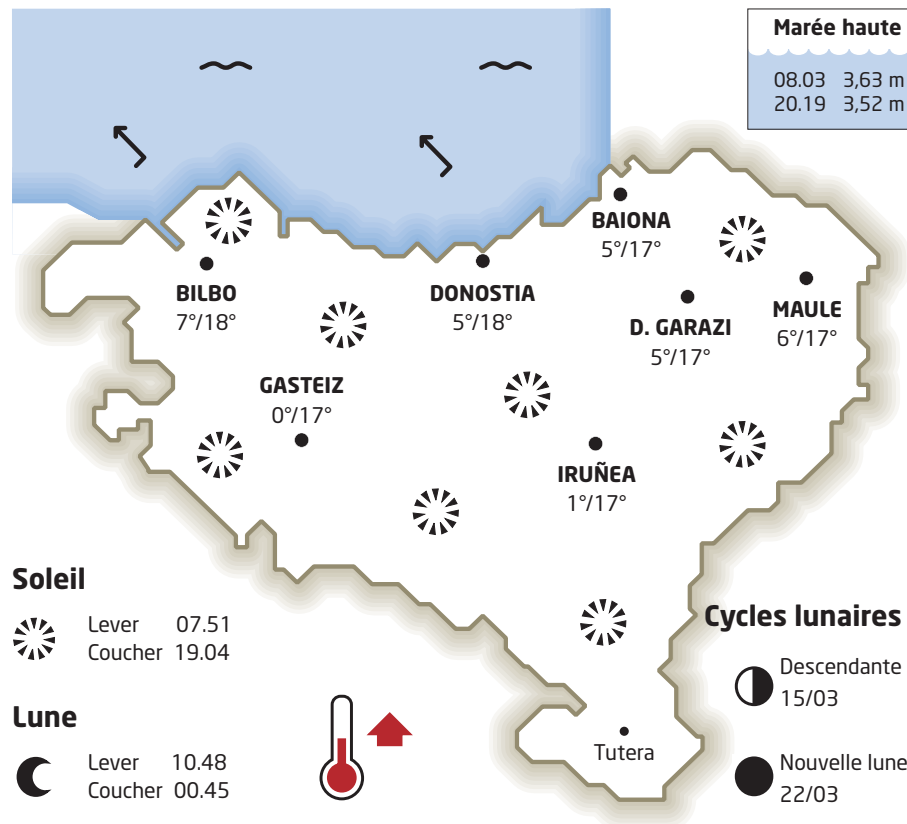 Marée haute
08.03 3,63 m
20.19 3,52 m
BAIONA
5°/17°
BILBO
7°/18°
DONOSTIA
5°/18°
D. GARAZI
5°/17°
MAULE
6°/17°
GASTEIZ
0°/17°
IRUÑEA
1°/17°
Soleil
Lever 07.51
Coucher 19.04
Lune
Lever 10.48
Coucher 00.45
Tutera
Cycles lunaires
Descendante
15/03
Nouvelle lune
22/03